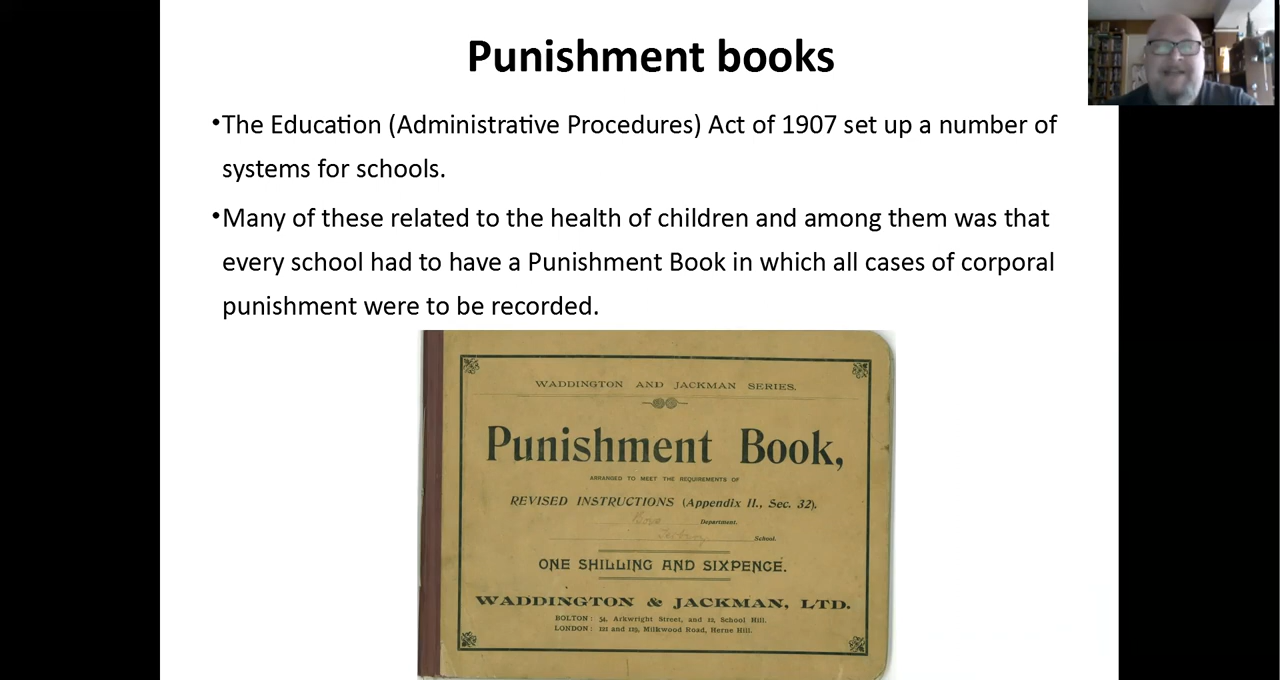 Punishment books
•The Education (Administrative Procedures) Act of 1907 set up a number of
systems for schools.
•Many of these related to the health of children and among them was that
every school had to have a Punishment Book in which all cases of corporal
punishment were to be recorded.
WADDINGTON AND JACKMAN SERIES.
Punishment Book,
ARRANGED TO MEET THE REQUIREMENTS OF
REVISED INSTRUCTIONS (Appendix II., Sec. 32).
Boys Department.
School.
ONE SHILLING AND SIXPENCE.
WADDINGTON & JACKMAN, LTD.
BOLTON: 54, Arkwright Street, and 12, School Hill.
LONDON: 121 and 119, Milkwood Road, Herne Hill.